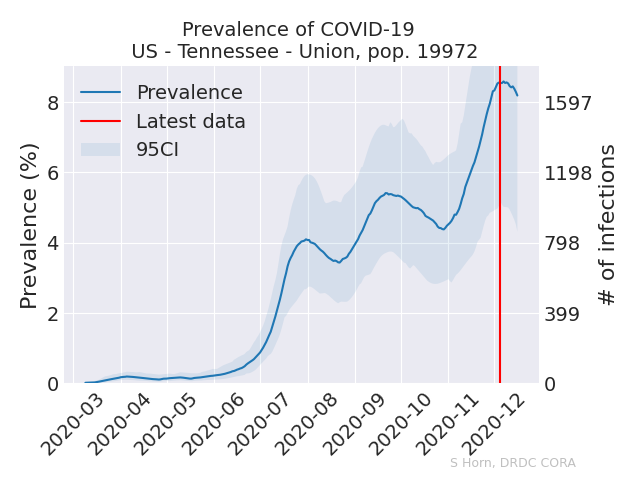 Prevalence of COVID-19
US - Tennessee - Union, pop. 19972
Prevalence
Latest data
95CI
Prevalence (%)
8
6
4
2
0
1597
1198
798
399
0
# of infections
2020-03
2020-04
2020-05
2020-06
2020-07
2020-08
2020-09
2020-10
2020-11
2020-12
S Horn, DRDC CORA